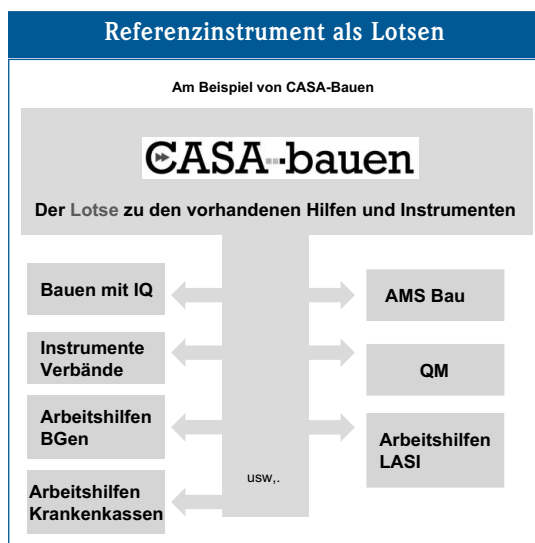 Referenzinstrument als Lotsen
Am Beispiel von CASA-Bauen
CASA-bauen
Der Lotse zu den vorhandenen Hilfen und Instrumenten
Bauen mit IQ
Instrumente
Verbände
Arbeitshilfen
BGen
Arbeitshilfen
Krankenkassen
usw,.
AMS Bau
QM
Arbeitshilfen
LASI